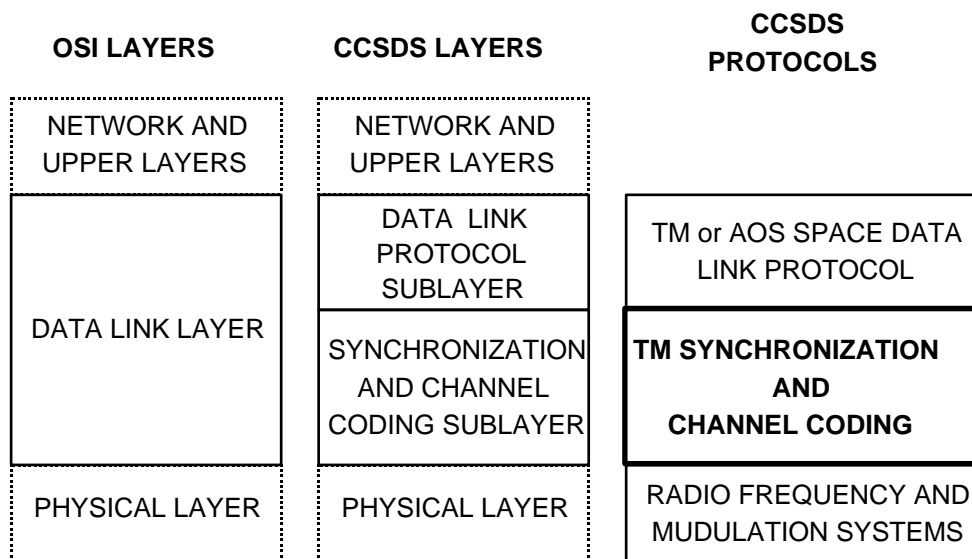 OSI LAYERS
CCSDS LAYERS
CCSDS
PROTOCOLS
NETWORK AND
UPPER LAYERS
DATA LINK LAYER
PHYSICAL LAYER
NETWORK AND
UPPER LAYERS
DATA LINK
PROTOCOL
SUBLAYER
SYNCHRONIZATION
AND CHANNEL
CODING SUBLAYER
PHYSICAL LAYER
TM or AOS SPACE DATA
LINK PROTOCOL
TM SYNCHRONIZATION
AND
CHANNEL CODING
RADIO FREQUENCY AND
MUDULATION SYSTEMS